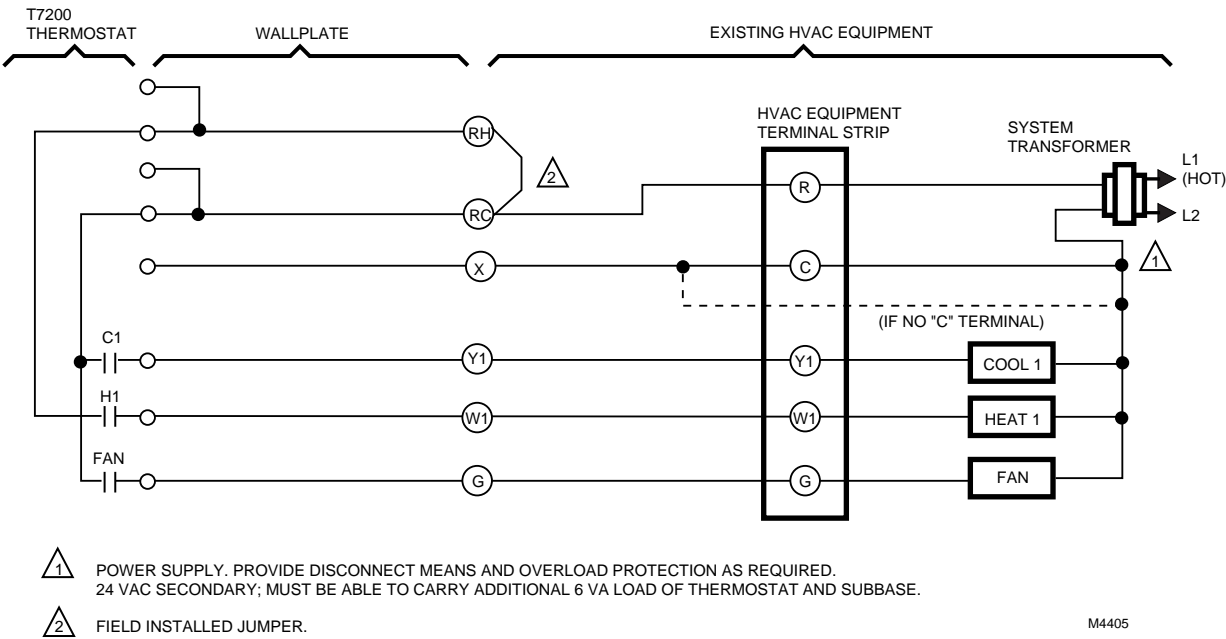 T7200
THERMOSTAT
WALLPLATE
EXISTING HVAC EQUIPMENT
HVAC EQUIPMENT
TERMINAL STRIP
SYSTEM
TRANSFORMER
L1
(HOT)
L2
RH
2
R
RC
1
X
C
(IF NO "C" TERMINAL)
C1
Y1
Y1
COOL 1
H1
W1
W1
HEAT 1
FAN
G
G
FAN
1 POWER SUPPLY. PROVIDE DISCONNECT MEANS AND OVERLOAD PROTECTION AS REQUIRED.
24 VAC SECONDARY; MUST BE ABLE TO CARRY ADDITIONAL 6 VA LOAD OF THERMOSTAT AND SUBBASE.
2 FIELD INSTALLED JUMPER.
M4405